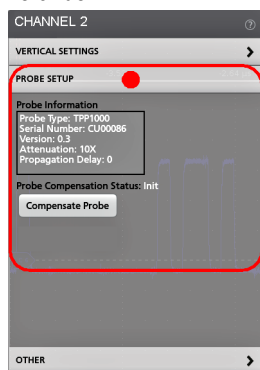 CHANNEL 2
?
VERTICAL SETTINGS
PROBE SETUP
Probe Information
Probe Type: TPP1000
Serial Number: CU00086
Version: 0.3
Attenuation: 10X
Propagation Delay: 0
Probe Compensation Status: Init
Compensate Probe
OTHER